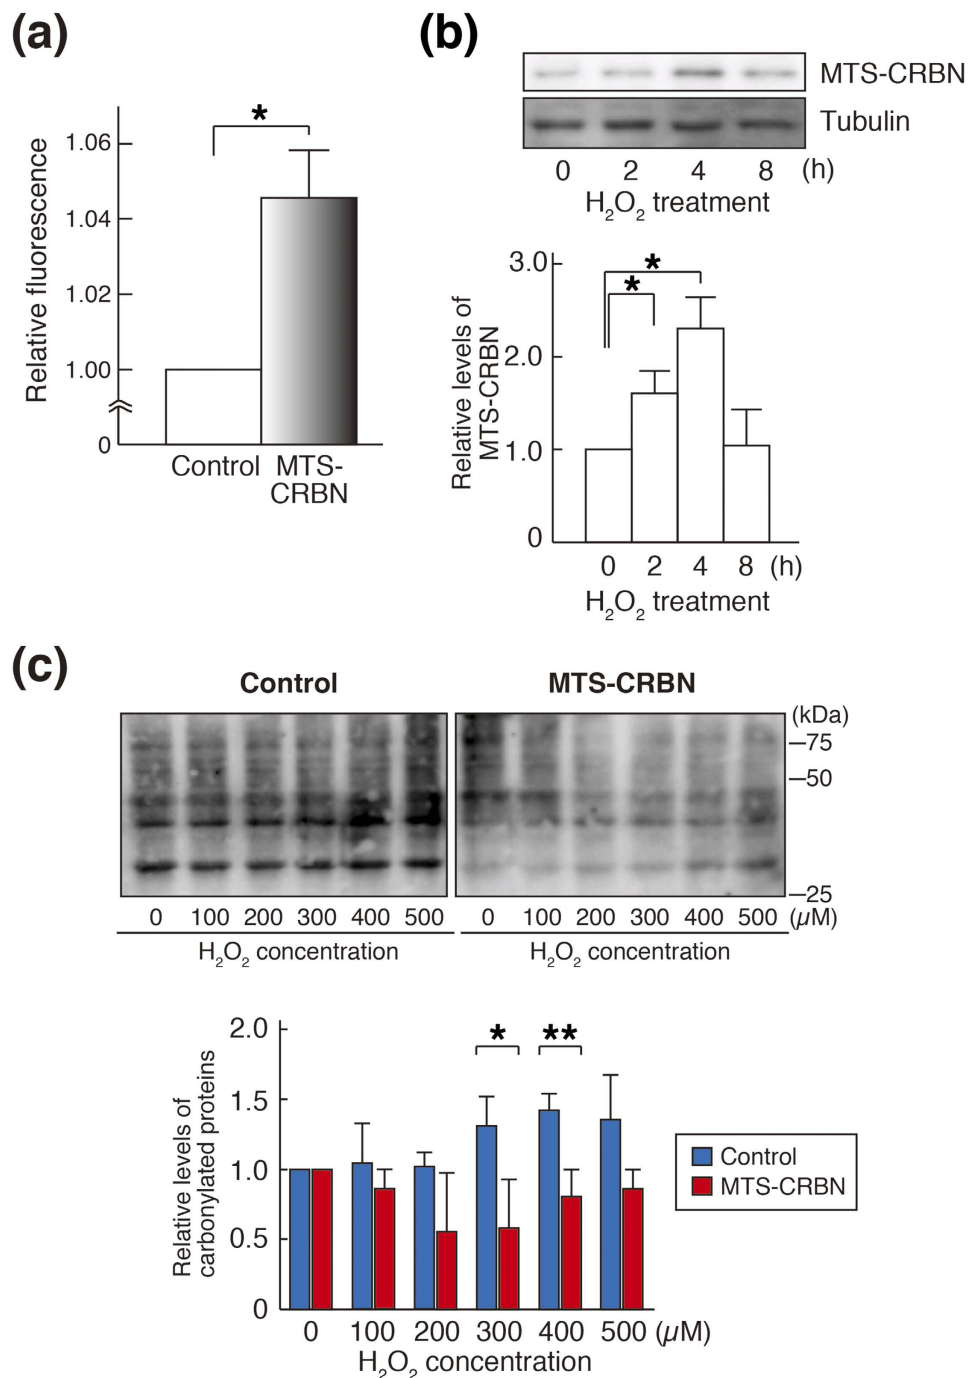 (a)
*
1.06
1.04
1.02
1.00
0
Relative fluorescence
Control
MTS-
CRBN
(b)
MTS-CRBN
Tubulin
0 2 4 8 (h)
H₂O₂ treatment
3.0
2.0
1.0
0
Relative levels of
MTS-CRBN
*
*
0 2 4 8 (h)
H₂O₂ treatment
(c)
Control
MTS-CRBN
(kDa)
75
50
25
0 100 200 300 400 500
0 100 200 300 400 500 (µM)
H₂O₂ concentration
H₂O₂ concentration
2.0
1.5
1.0
0.5
0
Relative levels of
carbonylated proteins
*
**
Control
MTS-CRBN
0 100 200 300 400 500 (µM)
H₂O₂ concentration